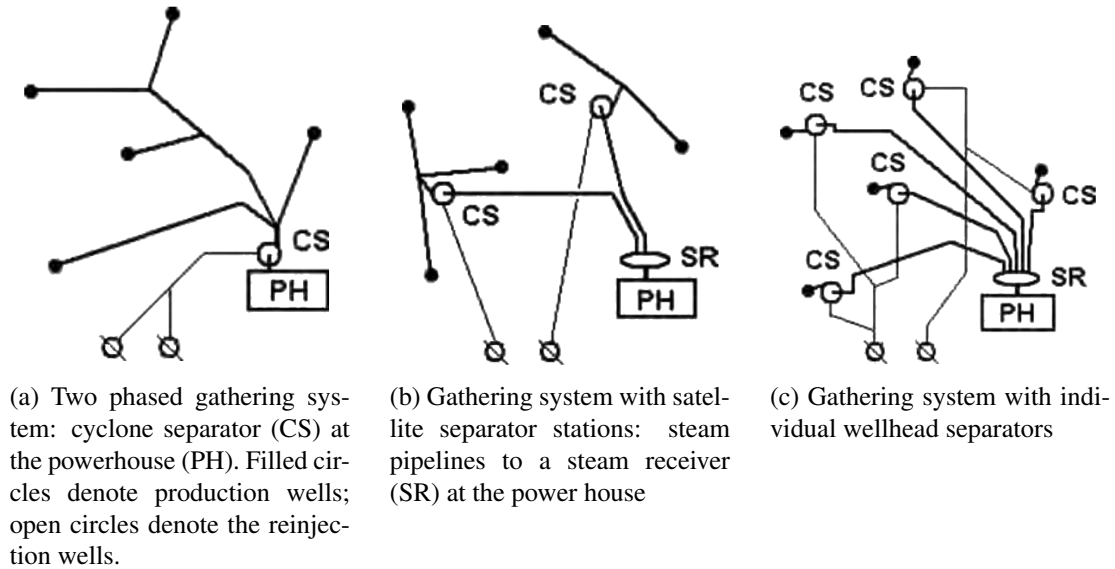 CS
PH
CS
CS
SR
PH
CS
CS
CS
CS
CS
SR
PH
(a) Two phased gathering sys-
tem: cyclone separator (CS) at
the powerhouse (PH). Filled cir-
cles denote production wells;
open circles denote the reinjec-
tion wells.
(b) Gathering system with satel-
lite separator stations: steam
pipelines to a steam receiver
(SR) at the power house
(c) Gathering system with indi-
vidual wellhead separators